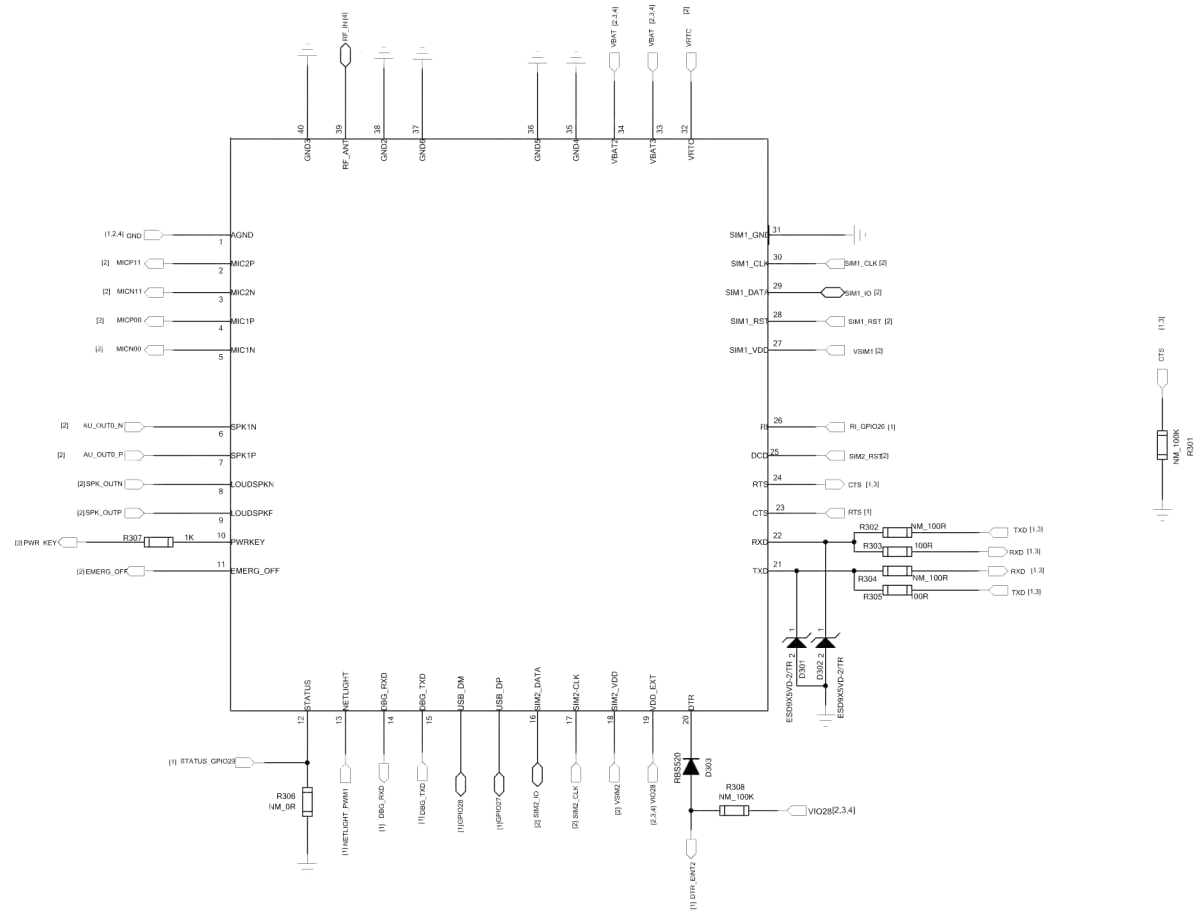 RF_IN[4]
VBAT [2,3,4]
VBAT [2,3,4]
VRTC [2]
40
39
38
37
36
35
34
33
32
GND3
RF_ANT
GND2
GND6
GND5
GND4
VBAT2
VBAT3
VRTC
[1,2,4] GND
1
AGND
[2] MICP11
2
MIC2P
[2] MICN11
3
MIC2N
[2] MICP00
4
MIC1P
[2] MICN00
5
MIC1N
[2] AU_OUT0_N
6
SPK1N
[2] AU_OUT0_P
7
SPK1P
[2]SPK_OUTN
8
LOUDSPKN
[2]SPK_OUTP
9
LOUDSPKF
[2]PWR KEY
R307
1K
10
PWRKEY
[2]EMERG_OFF
11
EMERG_OFF
SIM1_GND
31
SIM1_CLK
30
SIM1_CLK [2]
SIM1_DATA
29
SIM1_IO [2]
SIM1_RST
28
SIM1_RST [2]
SIM1_VDD
27
VSIM1 [2]
RI
26
RI_GPIO26 [1]
DCD
25
SIM2_RST[2]
RTS
24
CTS [1,3]
CTS
23
RTS [1]
RXD
22
R302
NM_100R
TXD [1,3]
R303
100R
RXD [1,3]
TXD
21
R304
NM_100R
RXD [1,3]
R305
100R
TXD [1,3]
CTS [1,3]
NM_100K
R301
1
2
ESD9X5VD-2/TR
D301
1
2
D302
ESD9X5VD-2/TR
STATUS
NETLIGHT
DBG_RXD
DBG_TXD
USB_DM
USB_DP
SIM2_DATA
SIM2-CLK
SIM2_VDD
VDD_EXT
DTR
12
13
14
15
16
17
18
19
20
[1] STATUS_GPIO29
R306
NM_0R
[1] NETLIGHT_PWM1
[1] DBG_RXD
[1] DBG_TXD
[1]GPIO28
[1]GPIO27
[2] SIM2_IO
[2] SIM2_CLK
[2] VSIM2
[2,3,4] VIO28
RBS520
D303
R308
NM_100K
VIO28[2,3,4]
[1] DTR_EINT2